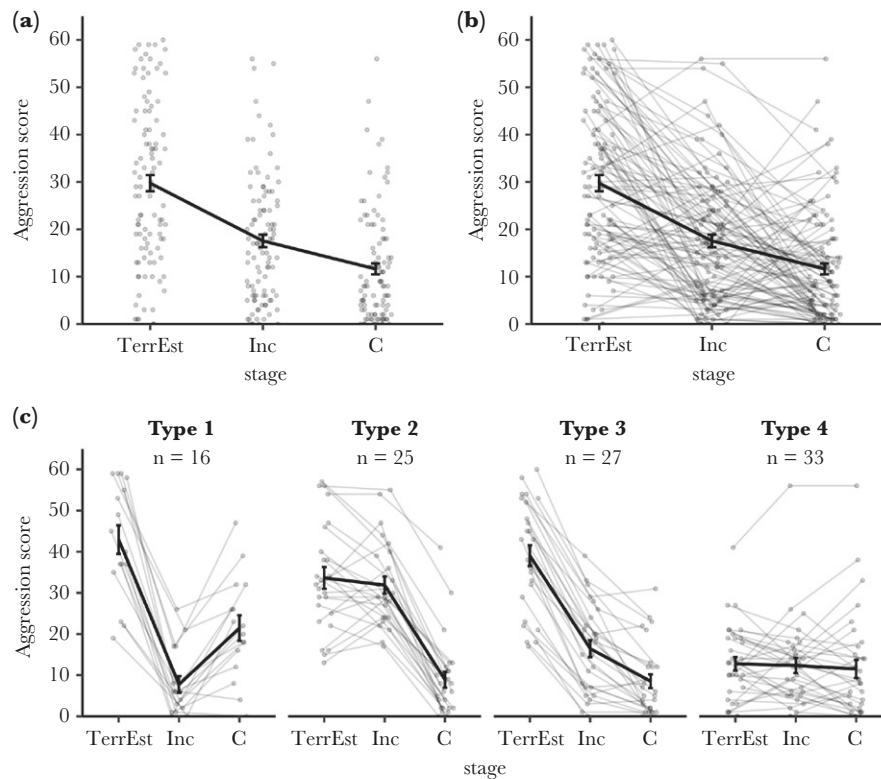 (a)
60
50
40
30
20
10
0
Aggression score
TerrEst Inc C
stage
(b)
60
50
40
30
20
10
0
Aggression score
TerrEst Inc C
stage
(c)
Type 1 Type 2 Type 3 Type 4
n = 16 n = 25 n = 27 n = 33
60
50
40
30
20
10
0
Aggression score
TerrEst Inc C TerrEst Inc C TerrEst Inc C TerrEst Inc C
stage